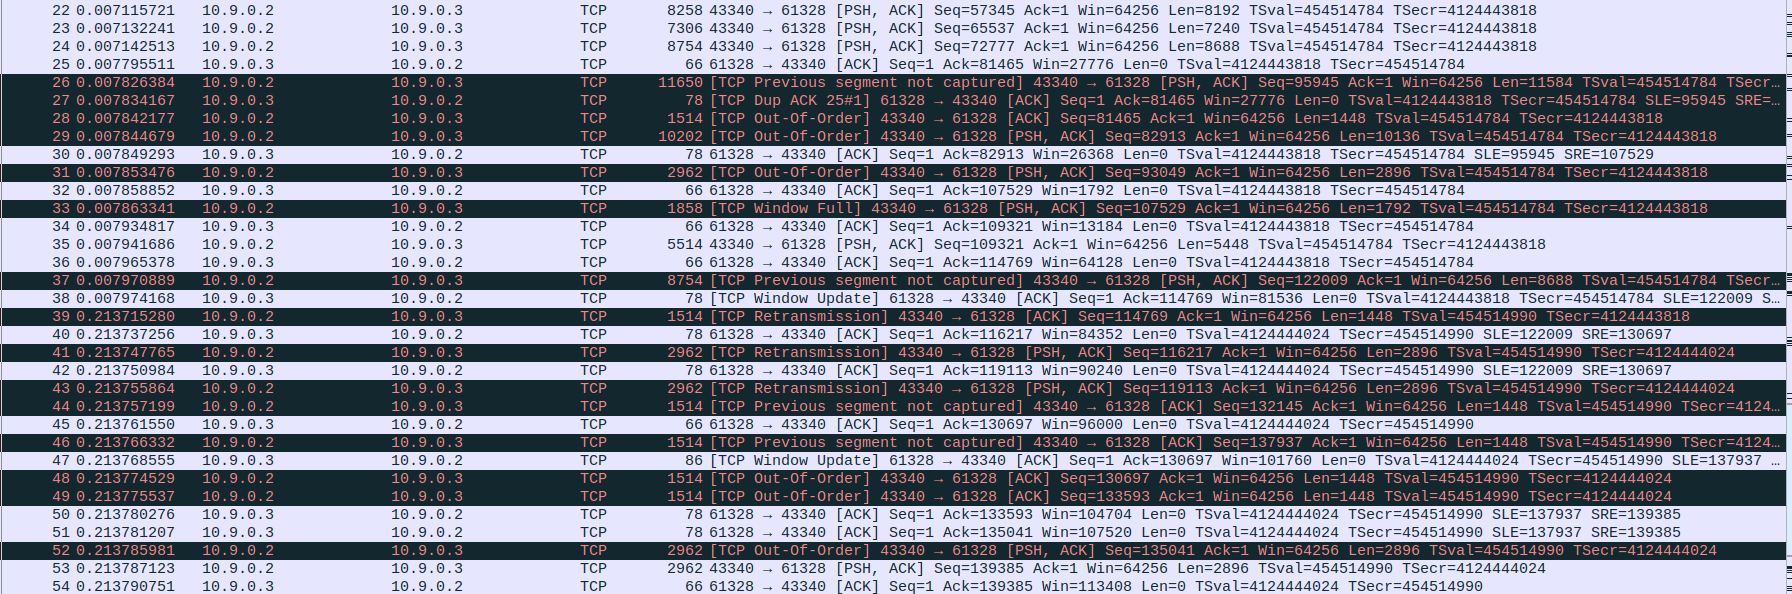 22 0.007115721 10.9.0.2 10.9.0.3 TCP 8258 43340 → 61328 [PSH, ACK] Seq=57345 Ack=1 Win=64256 Len=8192 TSval=454514784 TSecr=4124443818
23 0.007132241 10.9.0.2 10.9.0.3 TCP 7306 43340 → 61328 [PSH, ACK] Seq=65537 Ack=1 Win=64256 Len=7240 TSval=454514784 TSecr=4124443818
24 0.007142513 10.9.0.2 10.9.0.3 TCP 8754 43340 → 61328 [PSH, ACK] Seq=72777 Ack=1 Win=64256 Len=8688 TSval=454514784 TSecr=4124443818
25 0.007795511 10.9.0.3 10.9.0.2 TCP 66 61328 → 43340 [ACK] Seq=1 Ack=81465 Win=27776 Len=0 TSval=4124443818 TSecr=454514784
26 0.007826384 10.9.0.2 10.9.0.3 TCP 11650 [TCP Previous segment not captured] 43340 → 61328 [PSH, ACK] Seq=95945 Ack=1 Win=64256 Len=11584 TSval=454514784 TSecr…
27 0.007834167 10.9.0.3 10.9.0.2 TCP 78 [TCP Dup ACK 25#1] 61328 → 43340 [ACK] Seq=1 Ack=81465 Win=27776 Len=0 TSval=4124443818 TSecr=454514784 SLE=95945 SRE=…
28 0.007842177 10.9.0.2 10.9.0.3 TCP 1514 [TCP Out-Of-Order] 43340 → 61328 [ACK] Seq=81465 Ack=1 Win=64256 Len=1448 TSval=454514784 TSecr=4124443818
29 0.007844679 10.9.0.2 10.9.0.3 TCP 10202 [TCP Out-Of-Order] 43340 → 61328 [PSH, ACK] Seq=82913 Ack=1 Win=64256 Len=10136 TSval=454514784 TSecr=4124443818
30 0.007849293 10.9.0.3 10.9.0.2 TCP 78 61328 → 43340 [ACK] Seq=1 Ack=82913 Win=26368 Len=0 TSval=4124443818 TSecr=454514784 SLE=95945 SRE=107529
31 0.007853476 10.9.0.2 10.9.0.3 TCP 2962 [TCP Out-Of-Order] 43340 → 61328 [PSH, ACK] Seq=93049 Ack=1 Win=64256 Len=2896 TSval=454514784 TSecr=4124443818
32 0.007858852 10.9.0.3 10.9.0.2 TCP 66 61328 → 43340 [ACK] Seq=1 Ack=107529 Win=1792 Len=0 TSval=4124443818 TSecr=454514784
33 0.007863341 10.9.0.2 10.9.0.3 TCP 1858 [TCP Window Full] 43340 → 61328 [PSH, ACK] Seq=107529 Ack=1 Win=64256 Len=1792 TSval=454514784 TSecr=4124443818
34 0.007934817 10.9.0.3 10.9.0.2 TCP 66 61328 → 43340 [ACK] Seq=1 Ack=109321 Win=13184 Len=0 TSval=4124443818 TSecr=454514784
35 0.007941686 10.9.0.2 10.9.0.3 TCP 5514 43340 → 61328 [PSH, ACK] Seq=109321 Ack=1 Win=64256 Len=5448 TSval=454514784 TSecr=4124443818
36 0.007965378 10.9.0.3 10.9.0.2 TCP 66 61328 → 43340 [ACK] Seq=1 Ack=114769 Win=64128 Len=0 TSval=4124443818 TSecr=454514784
37 0.007970889 10.9.0.2 10.9.0.3 TCP 8754 [TCP Previous segment not captured] 43340 → 61328 [PSH, ACK] Seq=122009 Ack=1 Win=64256 Len=8688 TSval=454514784 TSecr…
38 0.007974168 10.9.0.3 10.9.0.2 TCP 78 [TCP Window Update] 61328 → 43340 [ACK] Seq=1 Ack=114769 Win=81536 Len=0 TSval=4124443818 TSecr=454514784 SLE=122009 S…
39 0.213715280 10.9.0.2 10.9.0.3 TCP 1514 [TCP Retransmission] 43340 → 61328 [ACK] Seq=114769 Ack=1 Win=64256 Len=1448 TSval=454514990 TSecr=4124443818
40 0.213737256 10.9.0.3 10.9.0.2 TCP 78 61328 → 43340 [ACK] Seq=1 Ack=116217 Win=84352 Len=0 TSval=4124444024 TSecr=454514990 SLE=122009 SRE=130697
41 0.213747765 10.9.0.2 10.9.0.3 TCP 2962 [TCP Retransmission] 43340 → 61328 [PSH, ACK] Seq=116217 Ack=1 Win=64256 Len=2896 TSval=454514990 TSecr=4124444024
42 0.213750984 10.9.0.3 10.9.0.2 TCP 78 61328 → 43340 [ACK] Seq=1 Ack=119113 Win=90240 Len=0 TSval=4124444024 TSecr=454514990 SLE=122009 SRE=130697
43 0.213755864 10.9.0.2 10.9.0.3 TCP 2962 [TCP Retransmission] 43340 → 61328 [PSH, ACK] Seq=119113 Ack=1 Win=64256 Len=2896 TSval=454514990 TSecr=4124444024
44 0.213757199 10.9.0.2 10.9.0.3 TCP 1514 [TCP Previous segment not captured] 43340 → 61328 [ACK] Seq=132145 Ack=1 Win=64256 Len=1448 TSval=454514990 TSecr=4124…
45 0.213761550 10.9.0.3 10.9.0.2 TCP 66 61328 → 43340 [ACK] Seq=1 Ack=130697 Win=96000 Len=0 TSval=4124444024 TSecr=454514990
46 0.213766332 10.9.0.2 10.9.0.3 TCP 1514 [TCP Previous segment not captured] 43340 → 61328 [ACK] Seq=137937 Ack=1 Win=64256 Len=1448 TSval=454514990 TSecr=4124…
47 0.213768555 10.9.0.3 10.9.0.2 TCP 86 [TCP Window Update] 61328 → 43340 [ACK] Seq=1 Ack=130697 Win=101760 Len=0 TSval=4124444024 TSecr=454514990 SLE=137937 …
48 0.213774529 10.9.0.2 10.9.0.3 TCP 1514 [TCP Out-Of-Order] 43340 → 61328 [ACK] Seq=130697 Ack=1 Win=64256 Len=1448 TSval=454514990 TSecr=4124444024
49 0.213775537 10.9.0.2 10.9.0.3 TCP 1514 [TCP Out-Of-Order] 43340 → 61328 [ACK] Seq=133593 Ack=1 Win=64256 Len=1448 TSval=454514990 TSecr=4124444024
50 0.213780276 10.9.0.3 10.9.0.2 TCP 78 61328 → 43340 [ACK] Seq=1 Ack=133593 Win=104704 Len=0 TSval=4124444024 TSecr=454514990 SLE=137937 SRE=139385
51 0.213781207 10.9.0.3 10.9.0.2 TCP 78 61328 → 43340 [ACK] Seq=1 Ack=135041 Win=107520 Len=0 TSval=4124444024 TSecr=454514990 SLE=137937 SRE=139385
52 0.213785981 10.9.0.2 10.9.0.3 TCP 2962 [TCP Out-Of-Order] 43340 → 61328 [PSH, ACK] Seq=135041 Ack=1 Win=64256 Len=2896 TSval=454514990 TSecr=4124444024
53 0.213787123 10.9.0.2 10.9.0.3 TCP 2962 43340 → 61328 [PSH, ACK] Seq=139385 Ack=1 Win=64256 Len=2896 TSval=454514990 TSecr=4124444024
54 0.213790751 10.9.0.3 10.9.0.2 TCP 66 61328 → 43340 [ACK] Seq=1 Ack=139385 Win=113408 Len=0 TSval=4124444024 TSecr=454514990